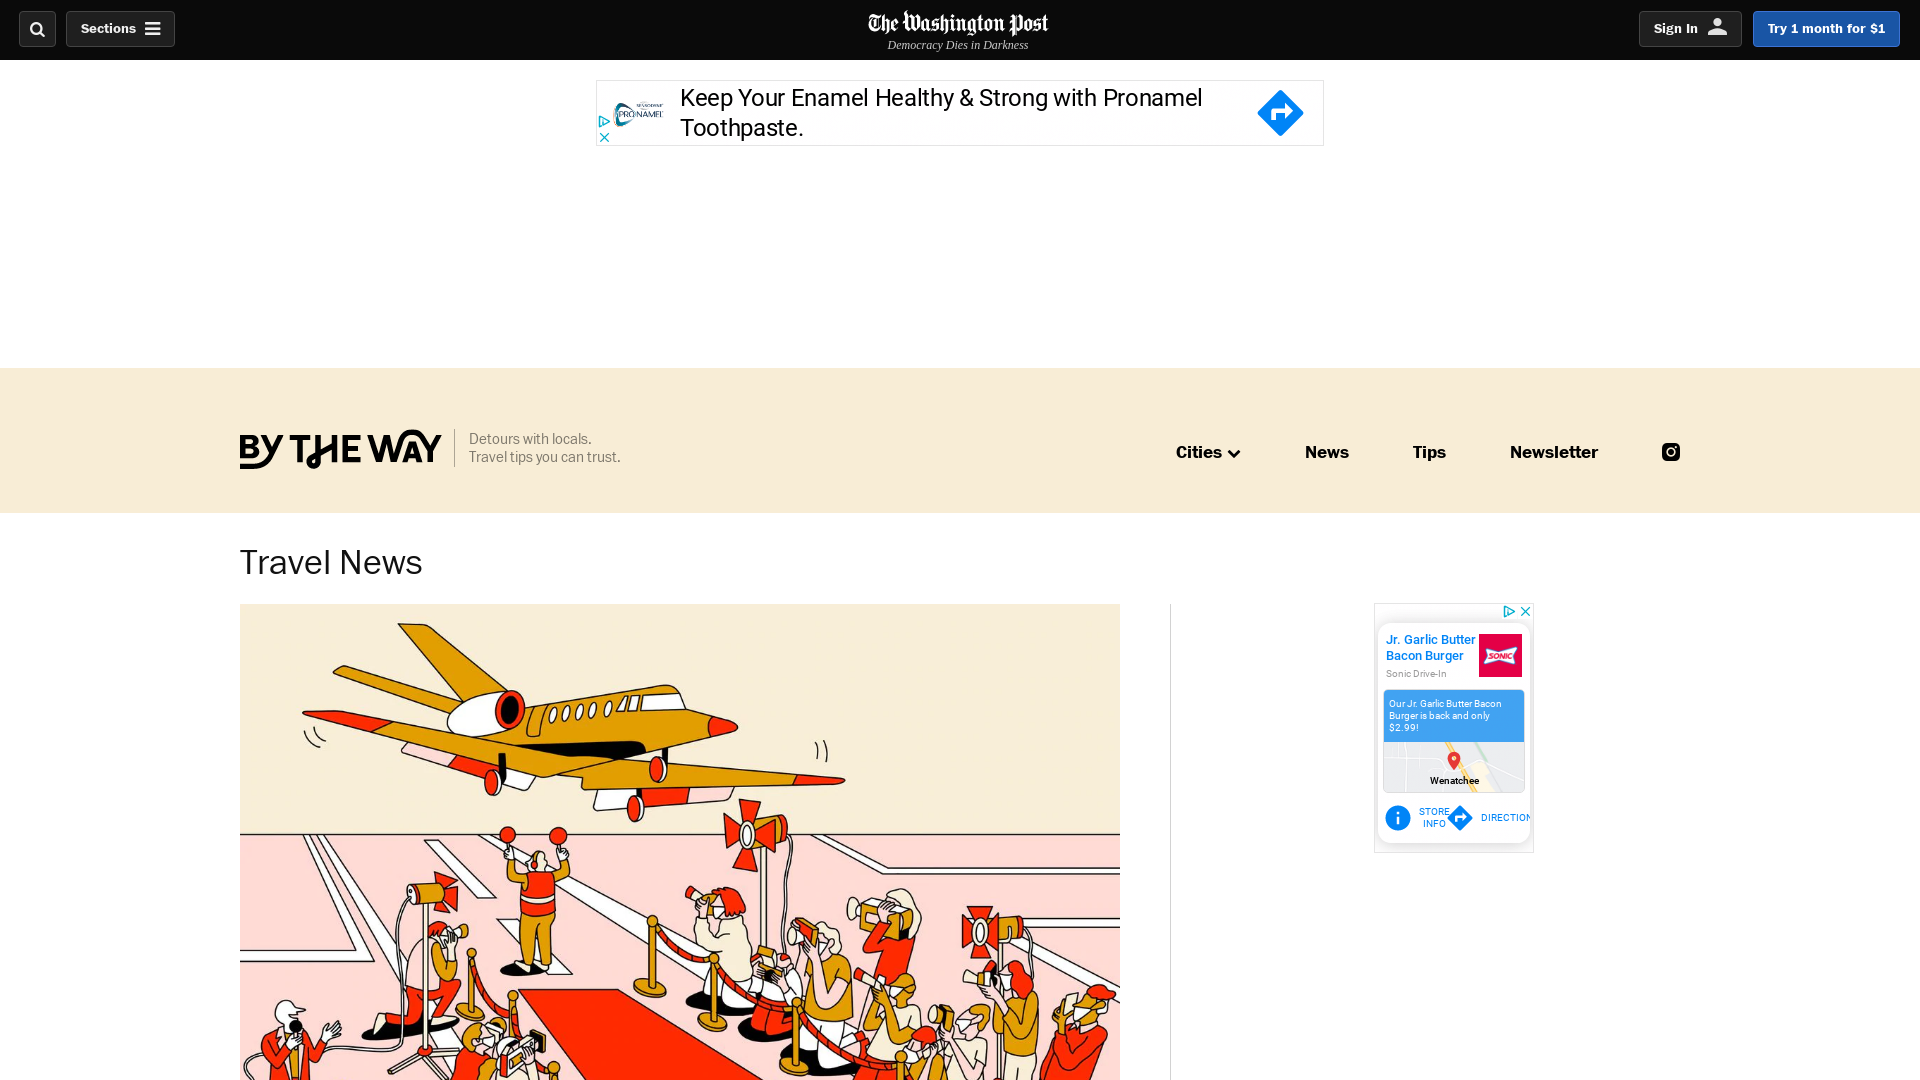 Sections
The Washington Post
Democracy Dies in Darkness
Sign In
Try 1 month for $1
Keep Your Enamel Healthy & Strong with Pronamel
Toothpaste.
SENSODYNE
PRONAMEL
BY THE WAY
Detours with locals.
Travel tips you can trust.
Cities
News
Tips
Newsletter
Travel News
Jr. Garlic Butter
Bacon Burger
Sonic Drive-In
SONIC
Our Jr. Garlic Butter Bacon
Burger is back and only
$2.99!
Wenatchee
STORE
INFO
DIRECTION